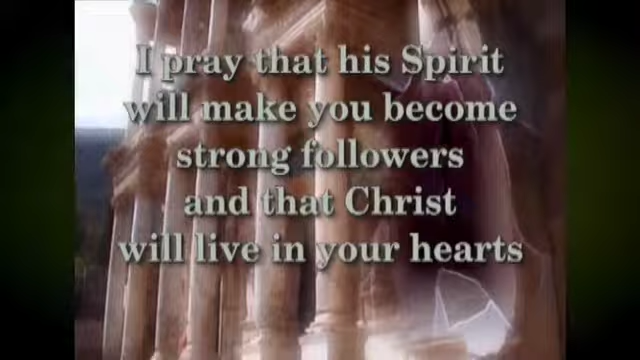 I pray that his Spirit
will make you become
strong followers
and that Christ
will live in your hearts